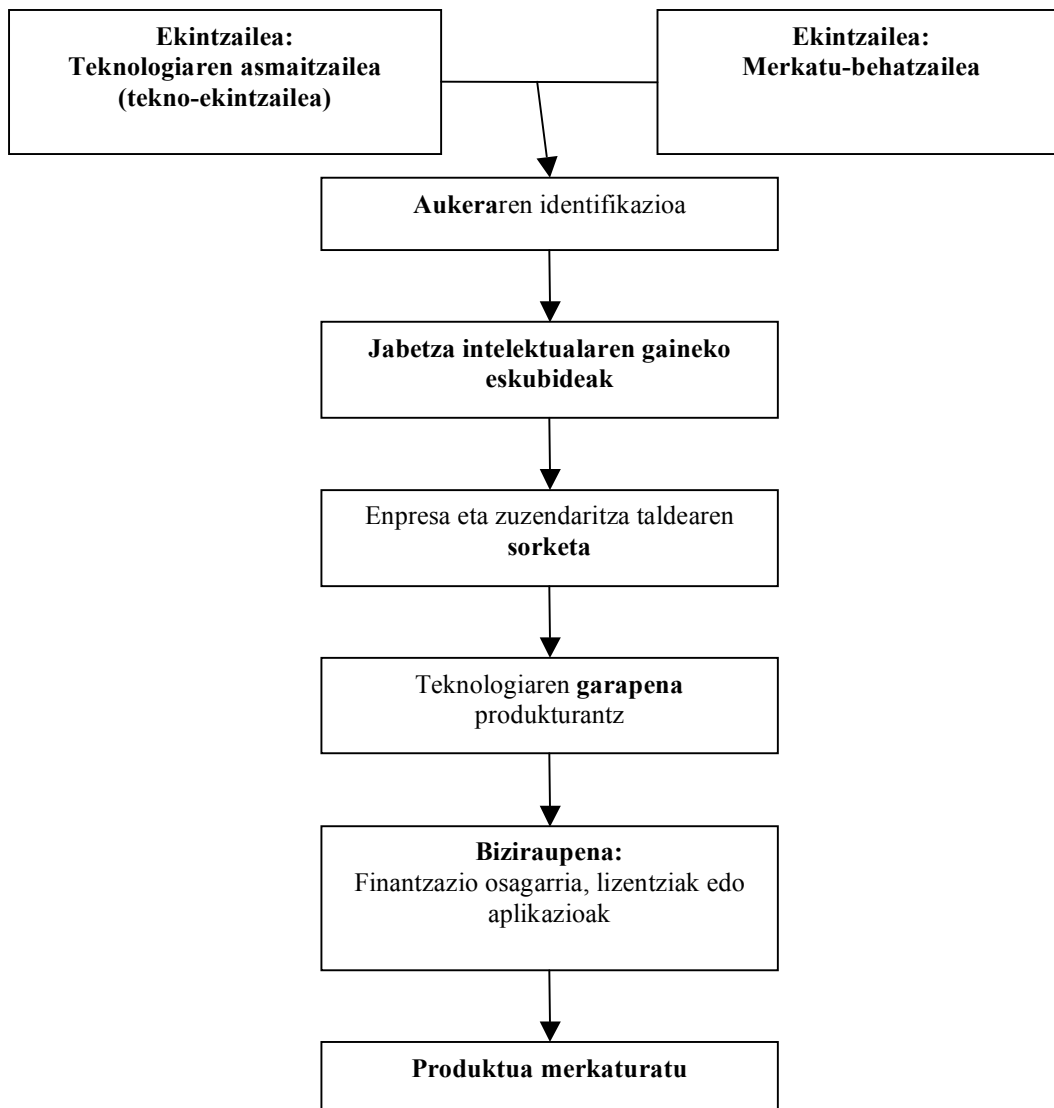 Ekintzailea:
Teknologiaren asmaitzailea
(tekno-ekintzailea)
Ekintzailea:
Merkatu-behatzailea
Aukeraren identifikazioa
Jabetza intelektualaren gaineko
eskubideak
Enpresa eta zuzendaritza taldearen
sorketa
Teknologiaren garapena
produkturantz
Biziraupena:
Finantzazio osagarria, lizentziak edo
aplikazioak
Produktua merkaturatu